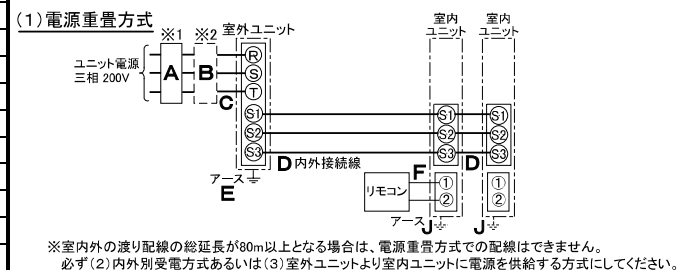 (1)電源重畳方式
※1
※2
室外ユニット
室内
ユニット
室内
ユニット
ユニット電源
三相 200V
A
B
C
R
S
T
S1
S2
S3
S1
S2
S3
S1
S2
S3
D 内外接続線
D
アース
E
F
リモコン
①
②
①
②
アース J
J
※室内外の渡り配線の総延長が80m以上となる場合は、電源重畳方式での配線はできません。
必ず(2)内外別受電方式あるいは(3)室外ユニットより室内ユニットに電源を供給する方式にしてください。